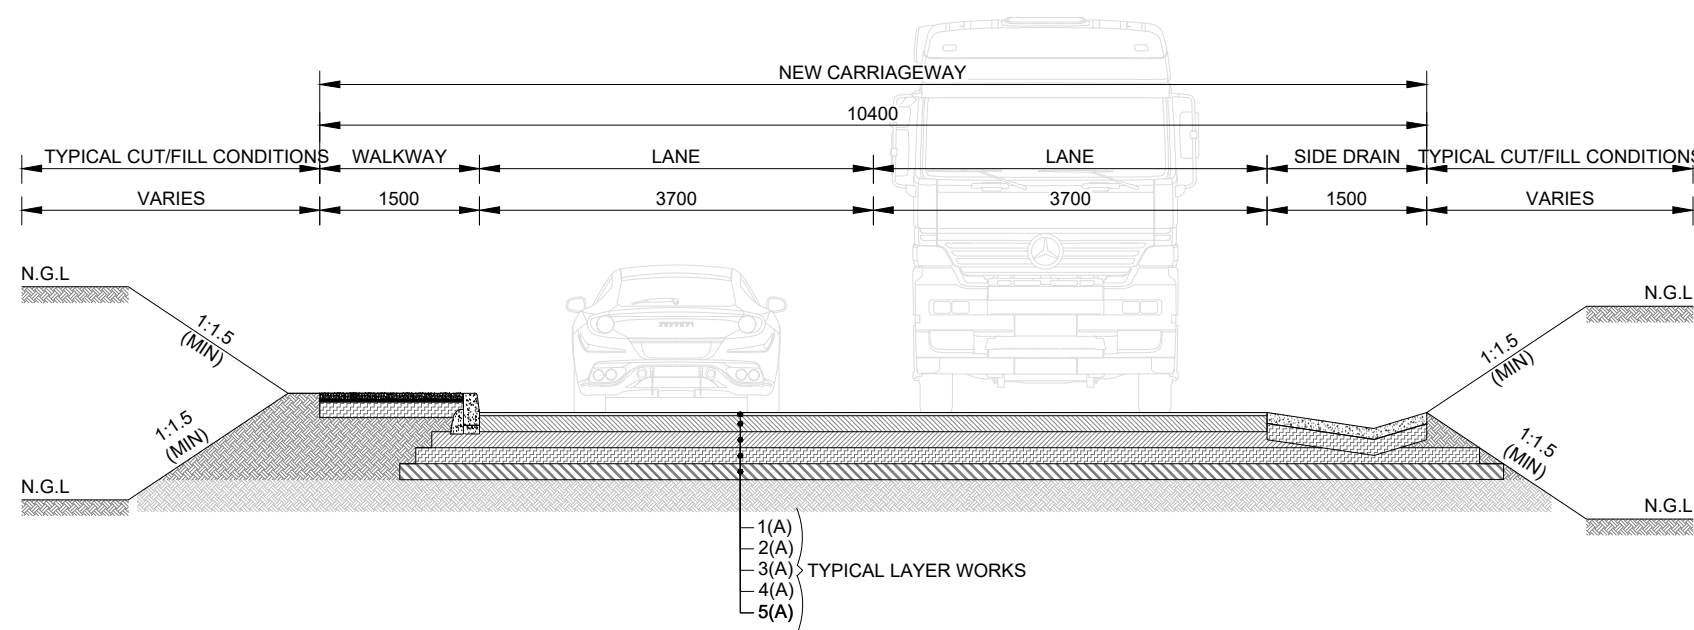 NEW CARRIAGEWAY
10400
TYPICAL CUT/FILL CONDITIONS WALKWAY LANE LANE SIDE DRAIN TYPICAL CUT/FILL CONDITIONS
VARIES 1500 3700 3700 1500 VARIES
N.G.L
N.G.L
1:1.5
(MIN)
1:1.5
(MIN)
FERRARI
1:1.5
(MIN)
1:1.5
(MIN)
N.G.L
N.G.L
1(A)
2(A)
3(A) TYPICAL LAYER WORKS
4(A)
5(A)